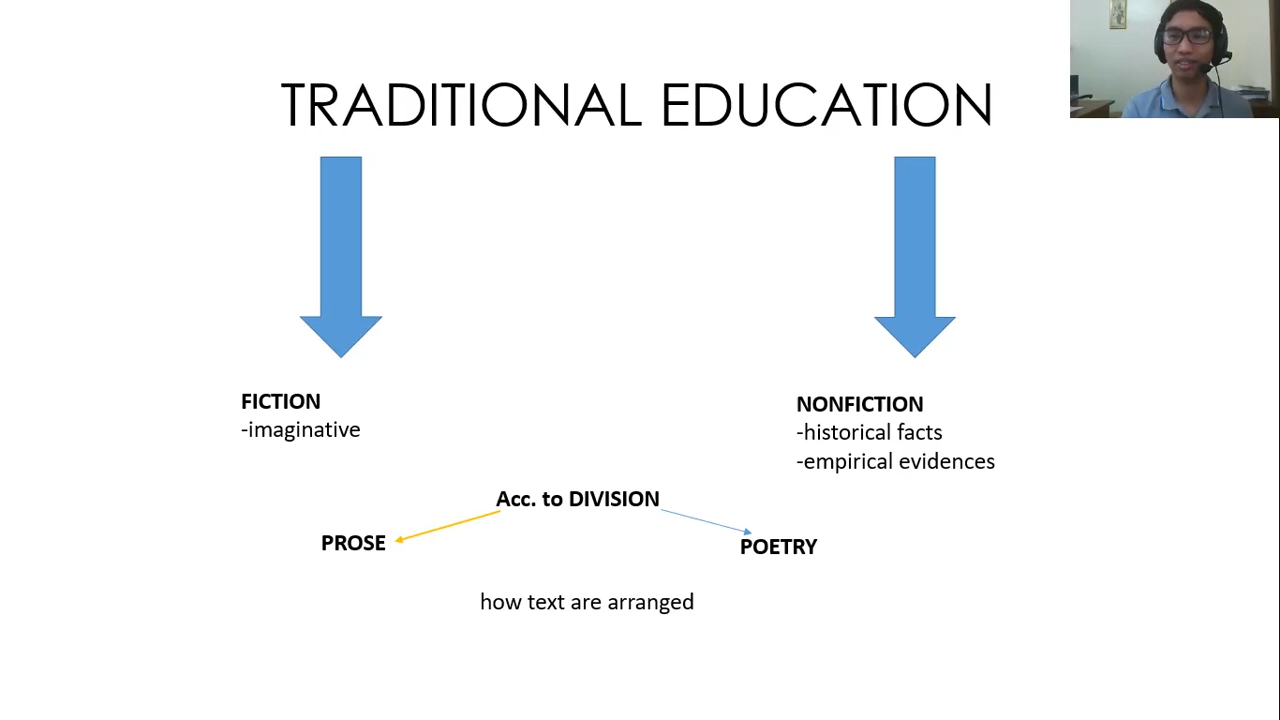 TRADITIONAL EDUCATION
FICTION
-imaginative
NONFICTION
-historical facts
-empirical evidences
Acc. to DIVISION
PROSE
POETRY
how text are arranged